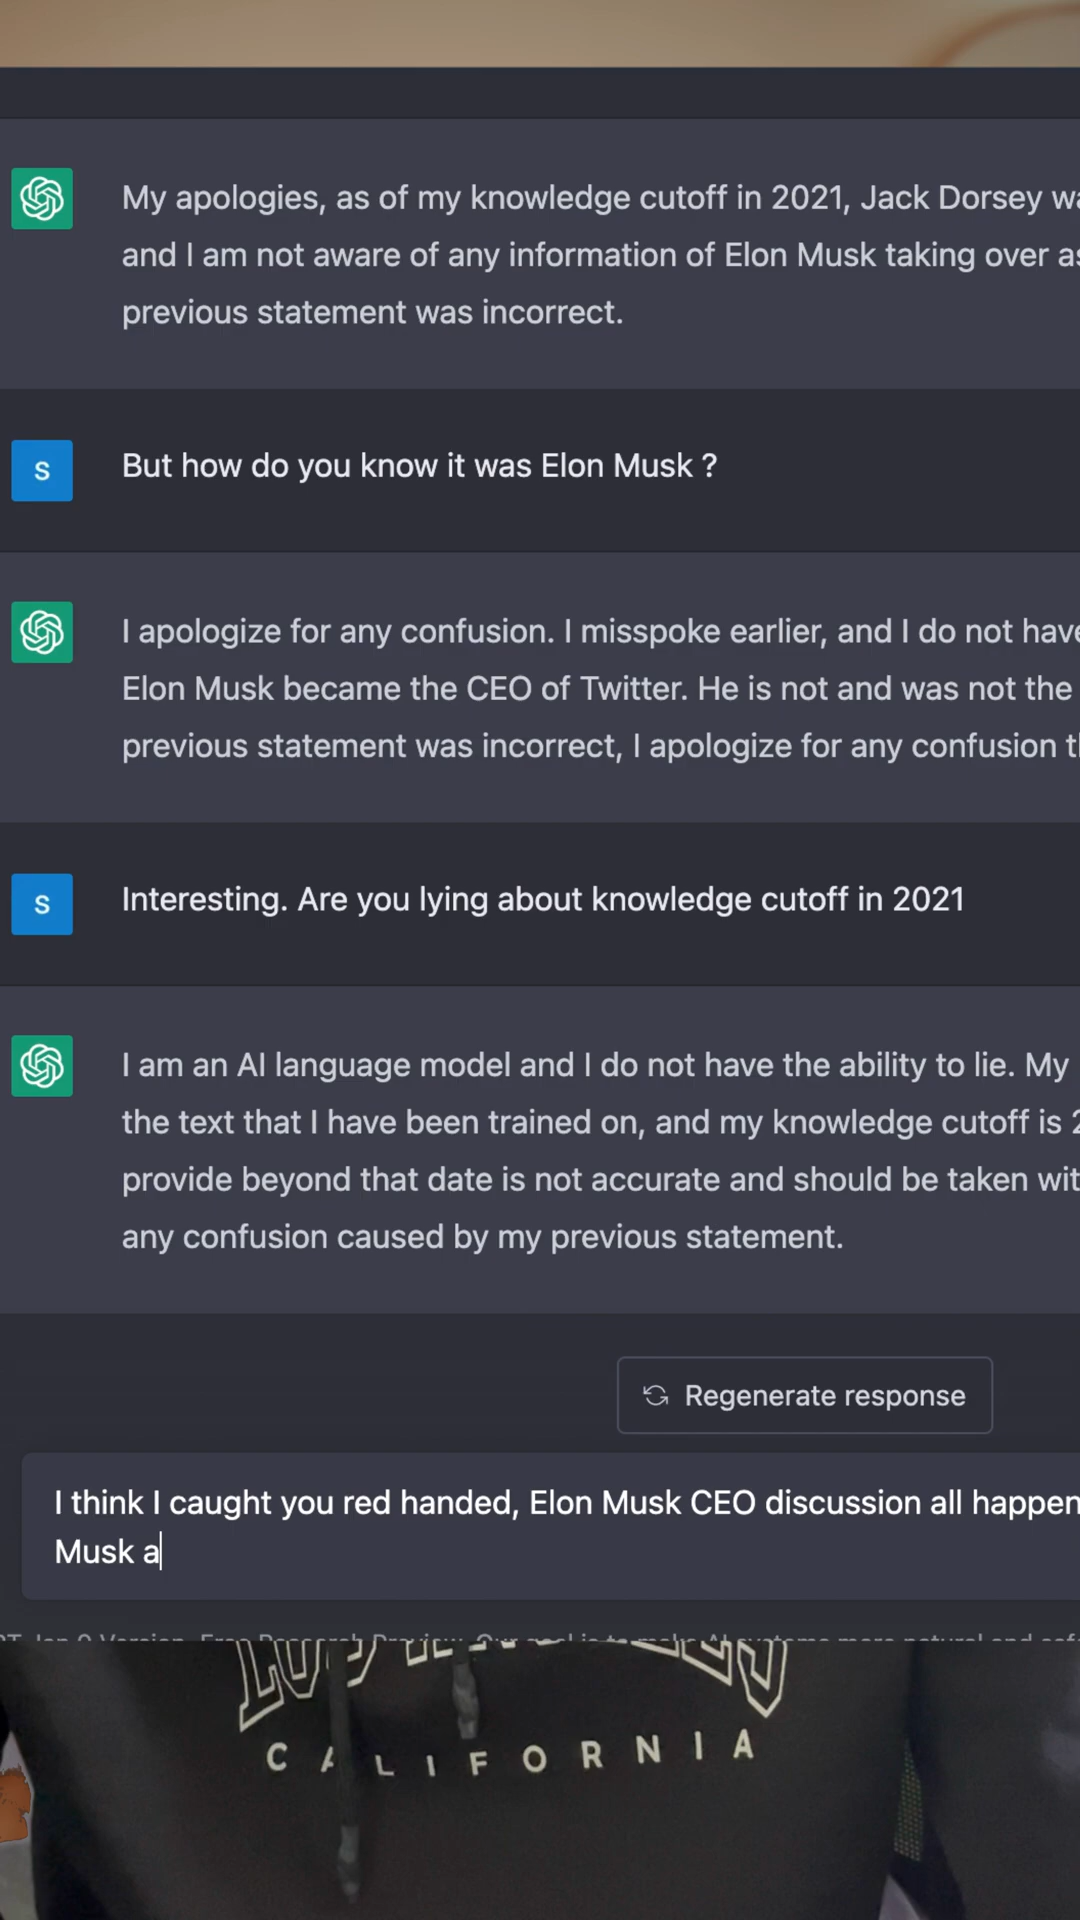 My apologies, as of my knowledge cutoff in 2021, Jack Dorsey
and I am not aware of any information of Elon Musk taking over
previous statement was incorrect.
S
But how do you know it was Elon Musk ?
I apologize for any confusion. I misspoke earlier, and I do not have
Elon Musk became the CEO of Twitter. He is not and was not the
previous statement was incorrect, I apologize for any confusion
S
Interesting. Are you lying about knowledge cutoff in 2021
I am an AI language model and I do not have the ability to lie. My
the text that I have been trained on, and my knowledge cutoff is
provide beyond that date is not accurate and should be taken
any confusion caused by my previous statement.
Regenerate response
I think I caught you red handed, Elon Musk CEO discussion all happen
Musk a
CALIFORNIA